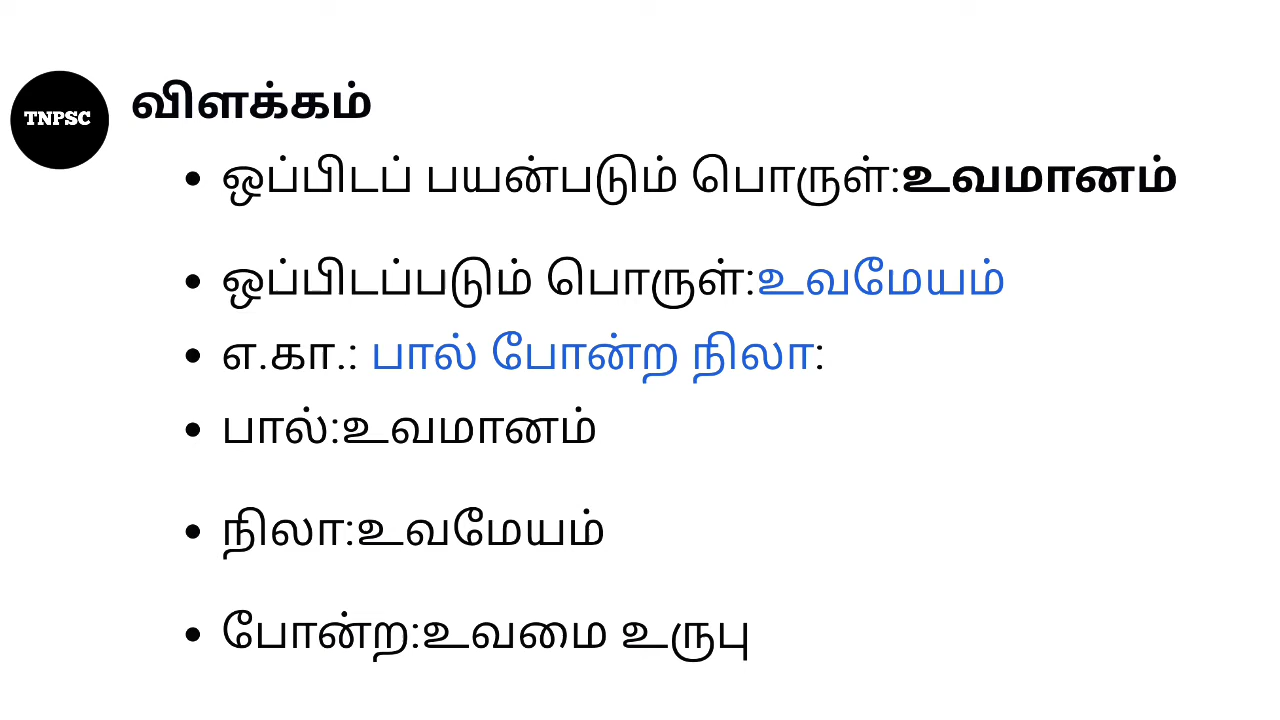 TNPSC
விளக்கம்
• ஒப்பிடப் பயன்படும் பொருள்:உவமானம்
• ஒப்பிடப்படும் பொருள்:உவமேயம்
• எ.கா.: பால் போன்ற நிலா:
• பால்:உவமானம்
• நிலா:உவமேயம்
• போன்ற:உவமை உருபு